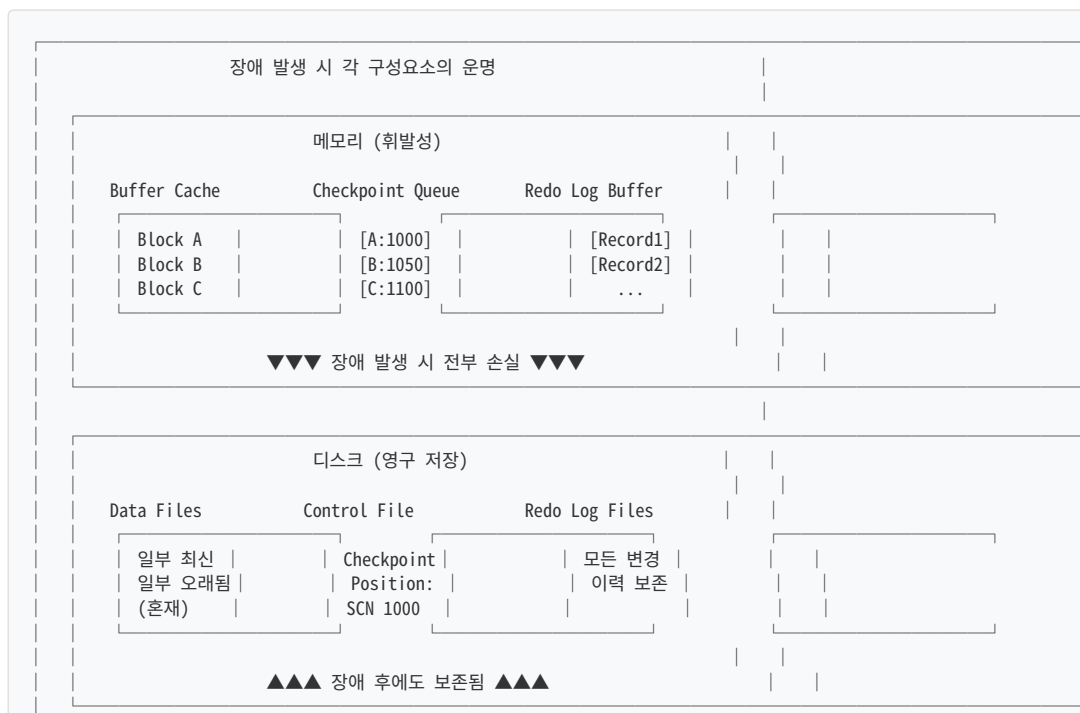 장애 발생 시 각 구성요소의 운명
메모리 (휘발성)
Buffer Cache Checkpoint Queue Redo Log Buffer
Block A [A:1000] [Record1]
Block B [B:1050] [Record2]
Block C [C:1100] ...
▼▼▼ 장애 발생 시 전부 손실 ▼▼▼
디스크 (영구 저장)
Data Files Control File Redo Log Files
일부 최신 Checkpoint 모든 변경
일부 오래됨 Position: 이력 보존
(혼재) SCN 1000
▲▲▲ 장애 후에도 보존됨 ▲▲▲